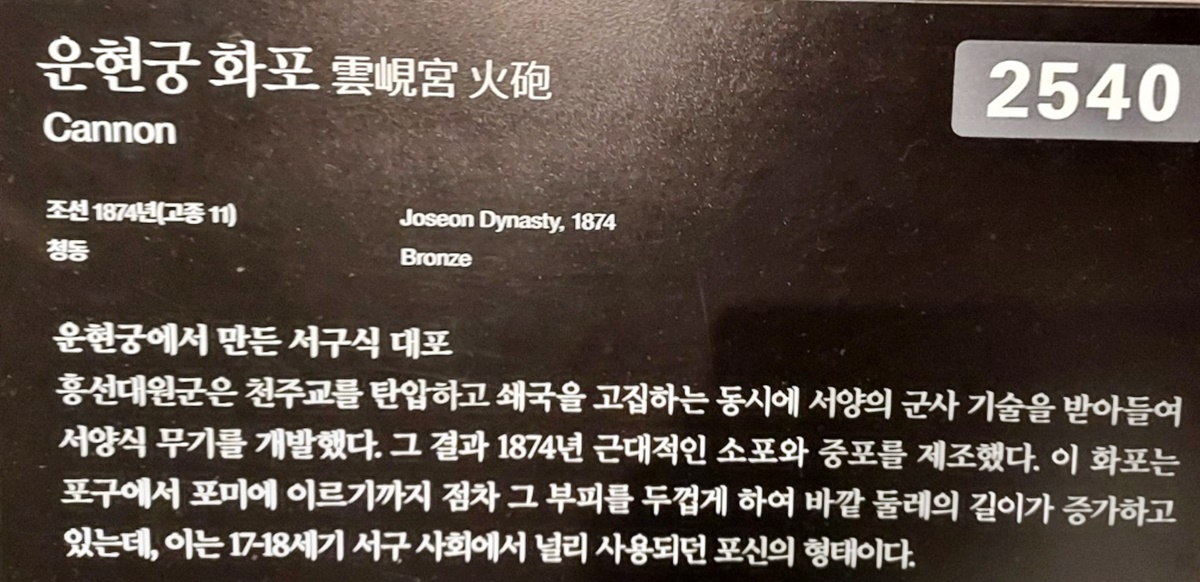 운현궁 화포 雲峴宮 火砲
2540
Cannon
조선 1874년(고종 11)
Joseon Dynasty, 1874
청동
Bronze
운현궁에서 만든 서구식 대포
흥선대원군은 천주교를 탄압하고 쇄국을 고집하는 동시에 서양의 군사 기술을 받아들여
서양식 무기를 개발했다. 그 결과 1874년 근대적인 소포와 중포를 제조했다. 이 화포는
포구에서 포미에 이르기까지 점차 그 부피를 두껍게 하여 바깥 둘레의 길이가 증가하고
있는데, 이는 17-18세기 서구 사회에서 널리 사용되던 포신의 형태이다.